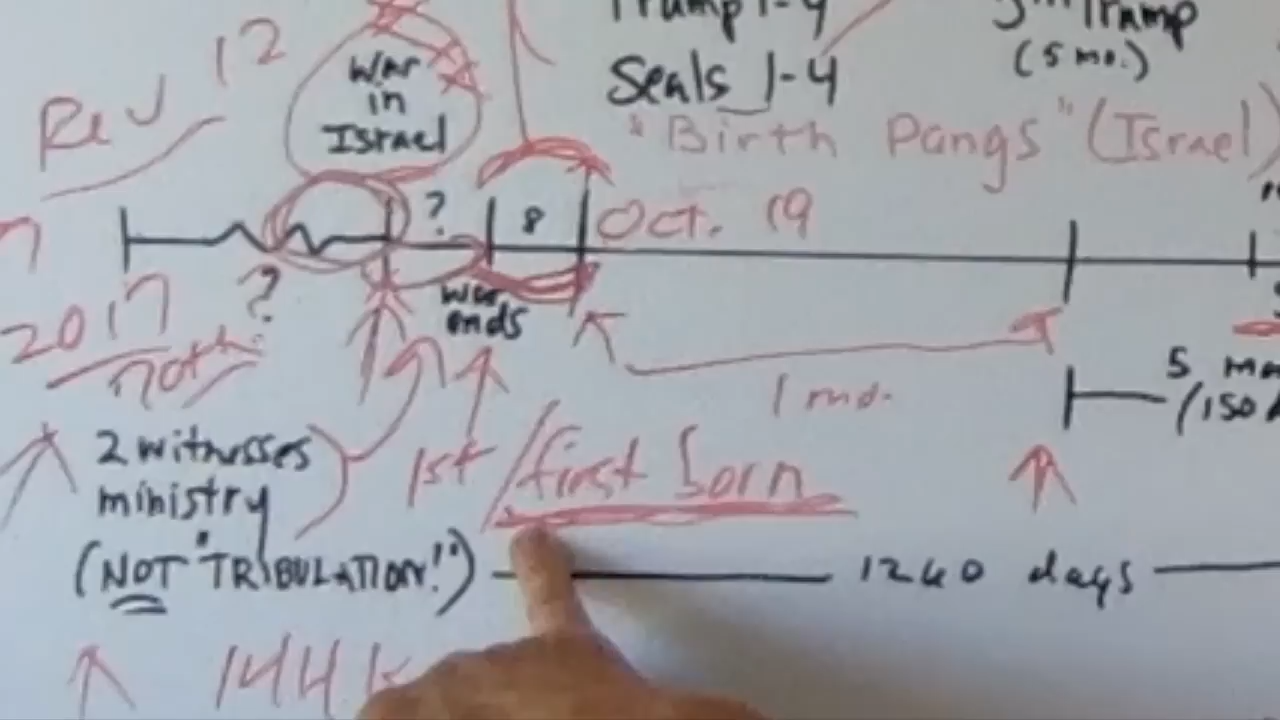 Trump 1-4
5th Trump
(5 mo.)
Rev 12
war
in
Israel
Seals 1-4
"Birth Pangs" (Israel)
?
8
Oct. 19
2017
?
war
ends
1 mo.
5 mo
(150
2 witnesses
ministry
(NOT "TRIBULATION!")
1st / first born
1260 days
144 K